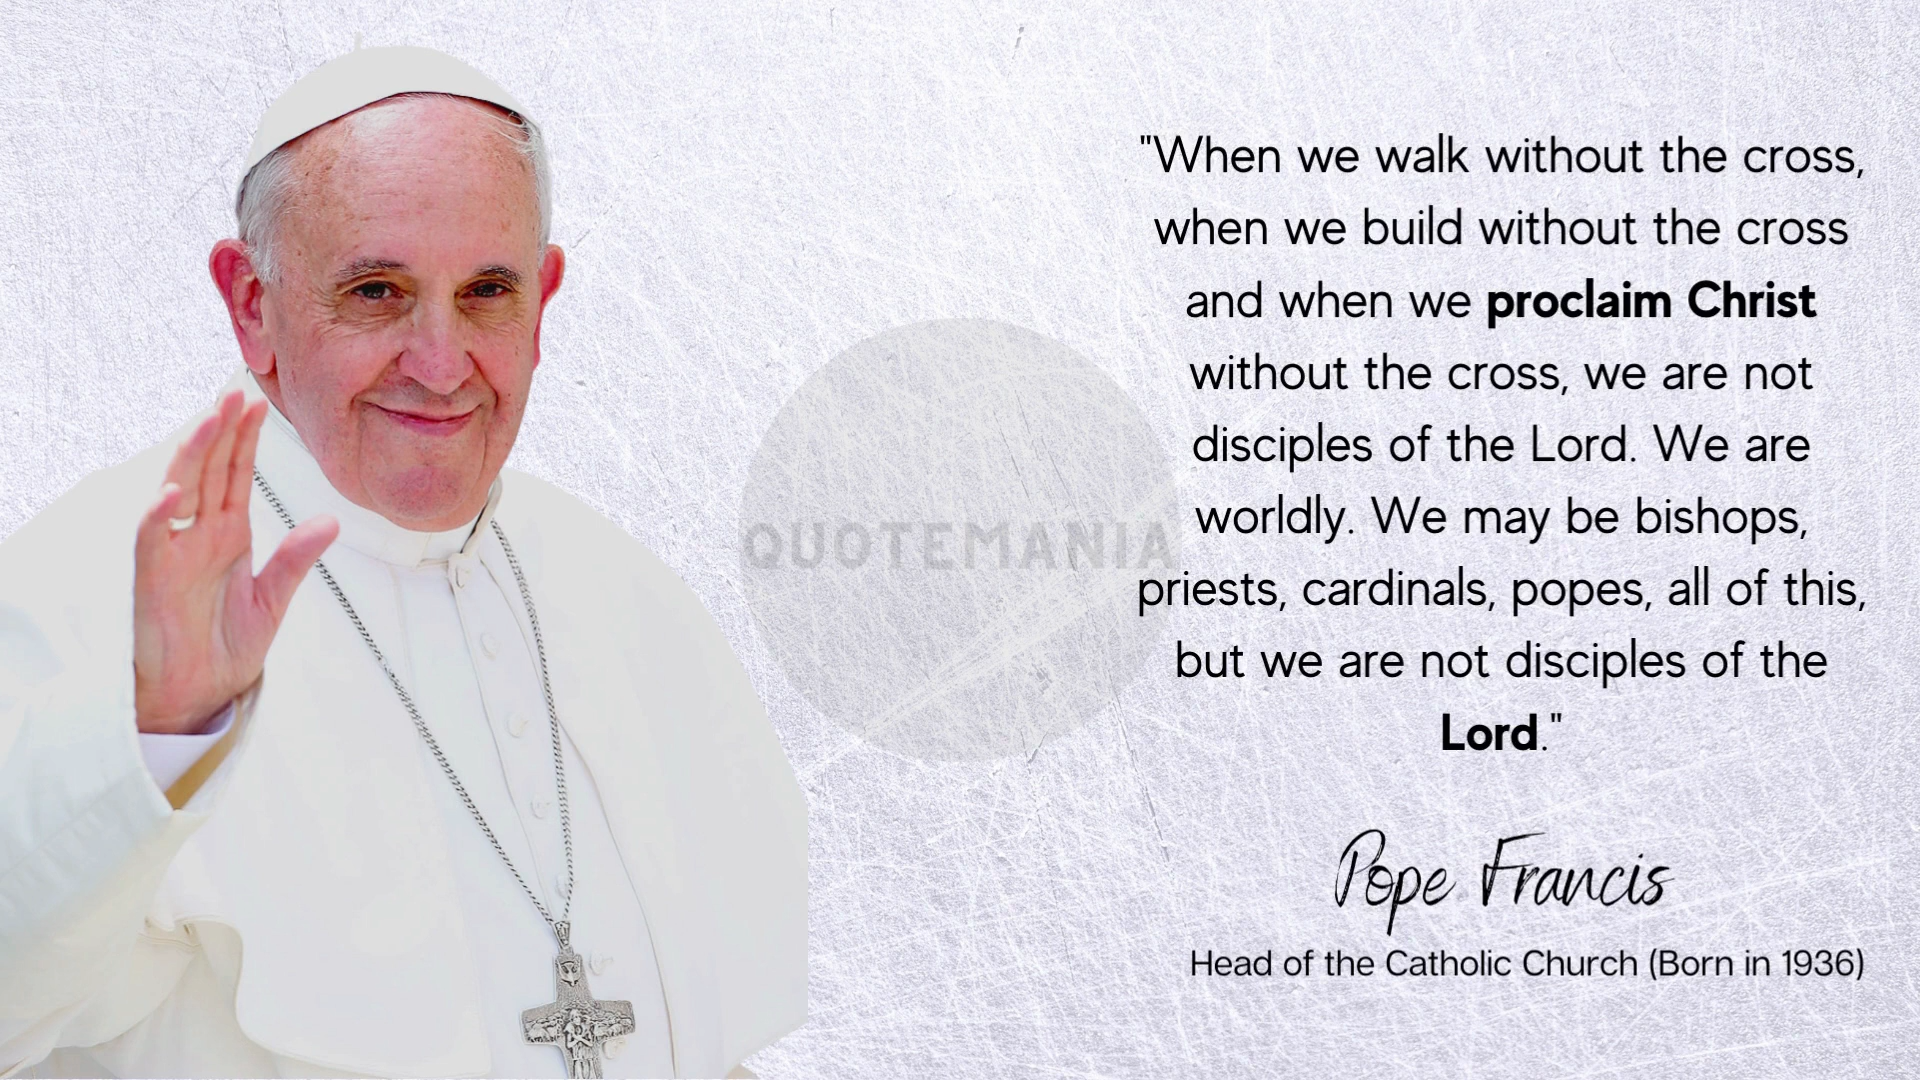 "When we walk without the cross,
when we build without the cross
and when we proclaim Christ
without the cross, we are not
disciples of the Lord. We are
worldly. We may be bishops,
priests, cardinals, popes, all of this,
but we are not disciples of the
Lord."
QUOTEMANIA
Pope Francis
Head of the Catholic Church (Born in 1936)